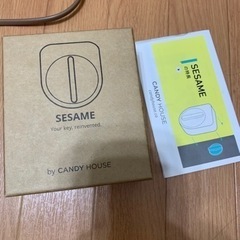 SESAME
Your key, reinvented.
by CANDY HOUSE
SESAME
CANDY HOUSE